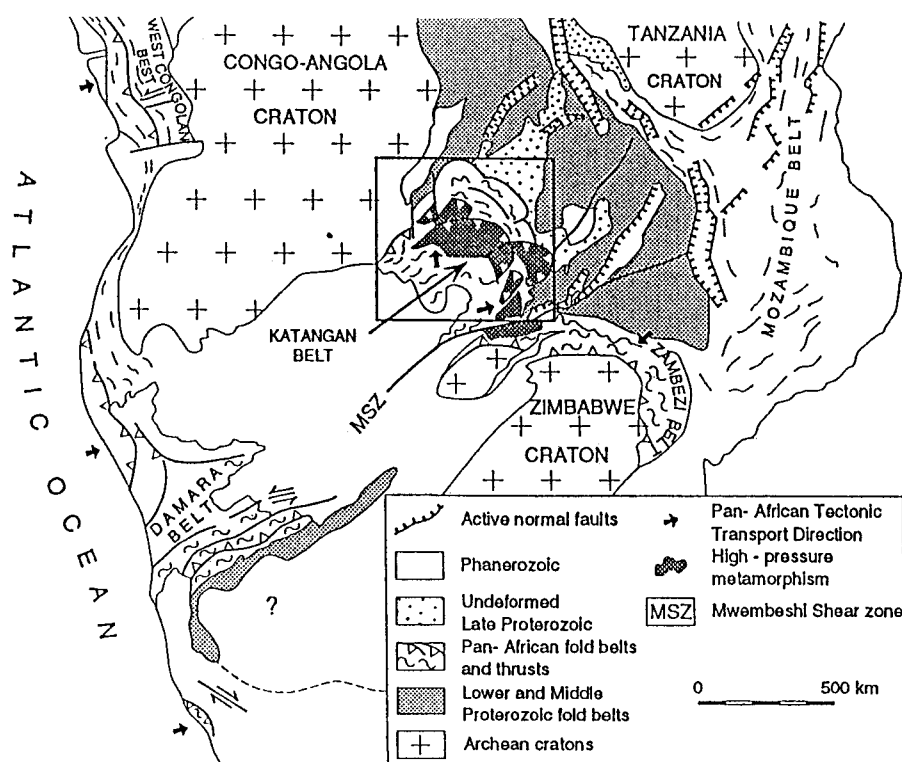 WEST CONGOLAN
BEST
CONGO-ANGOLA
CRATON
TANZANIA
CRATON
MOZAMBIQUE BELT
ATLANTIC OCEAN
KATANGAN
BELT
MSZ
ZIMBABWE
CRATON
ZAMBEZI BELT
DAMARA
BELT
?
Active normal faults
Phanerozoic
Undeformed
Late Proterozoic
Pan- African fold belts
and thrusts
Lower and Middle
Proterozoic fold belts
Archean cratons
Pan- African Tectonic
Transport Direction
High - pressure
metamorphism
MSZ Mwembeshi Shear zone
0 500 km